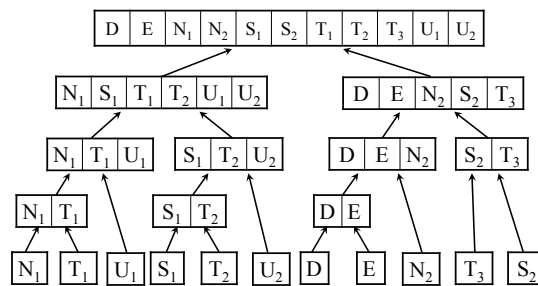 D E N₁ N₂ S₁ S₂ T₁ T₂ T₃ U₁ U₂
N₁ S₁ T₁ T₂ U₁ U₂ D E N₂ S₂ T₃
N₁ T₁ U₁ S₁ T₂ U₂ D E N₂ S₂ T₃
N₁ T₁ S₁ T₂ D E
N₁ T₁ U₁ S₁ T₂ U₂ D E N₂ T₃ S₂